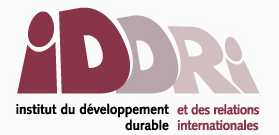 iDDRi
institut du développement et des relations
durable internationales